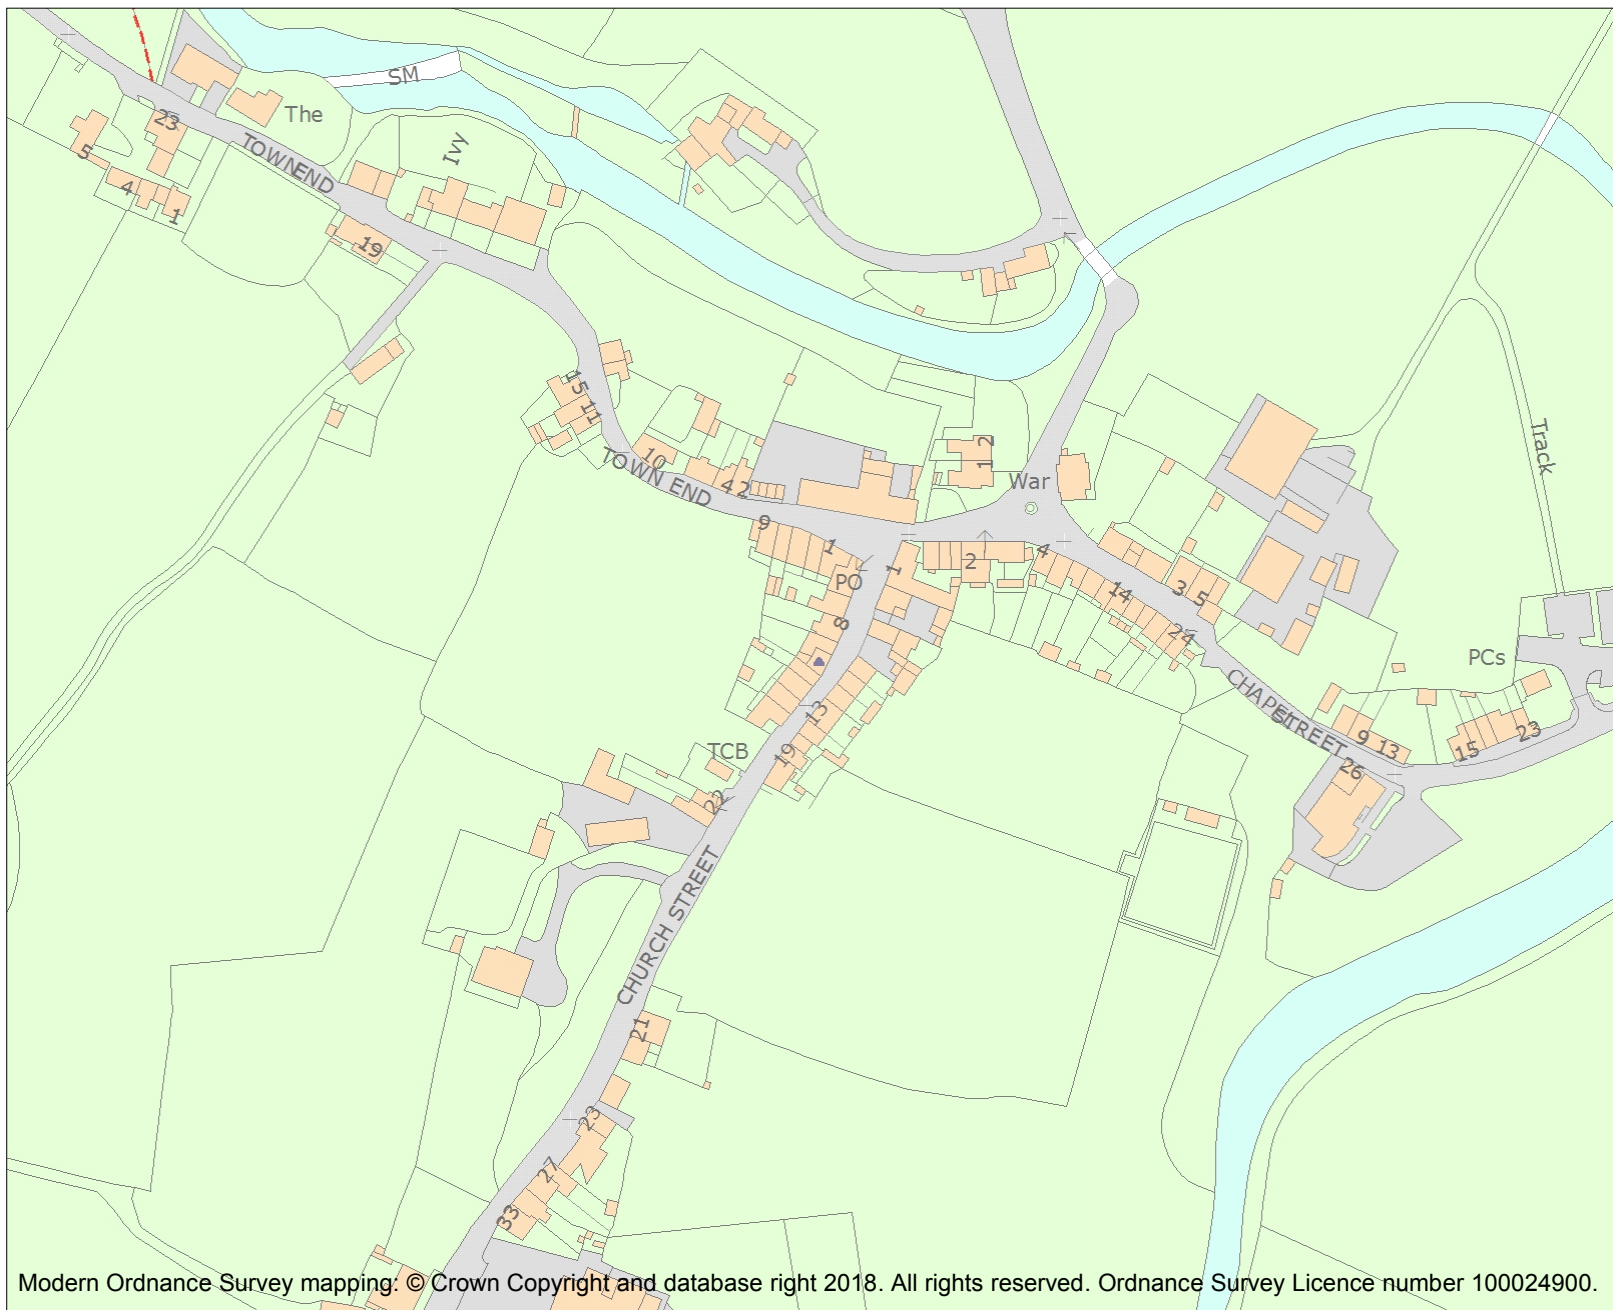 SM
The
23
TOWN END
Ivy
5
4
1
19
15
11
10
TOWN END
4 2
1 2
War
9
1
1
2
4
PO
8
14
3
5
24
Track
PCs
CHAPEL STREET
13
19
TCB
22
9
13
15
23
26
CHURCH STREET
21
23
27
33
Modern Ordnance Survey mapping: © Crown Copyright and database right 2018. All rights reserved. Ordnance Survey Licence number 100024900.